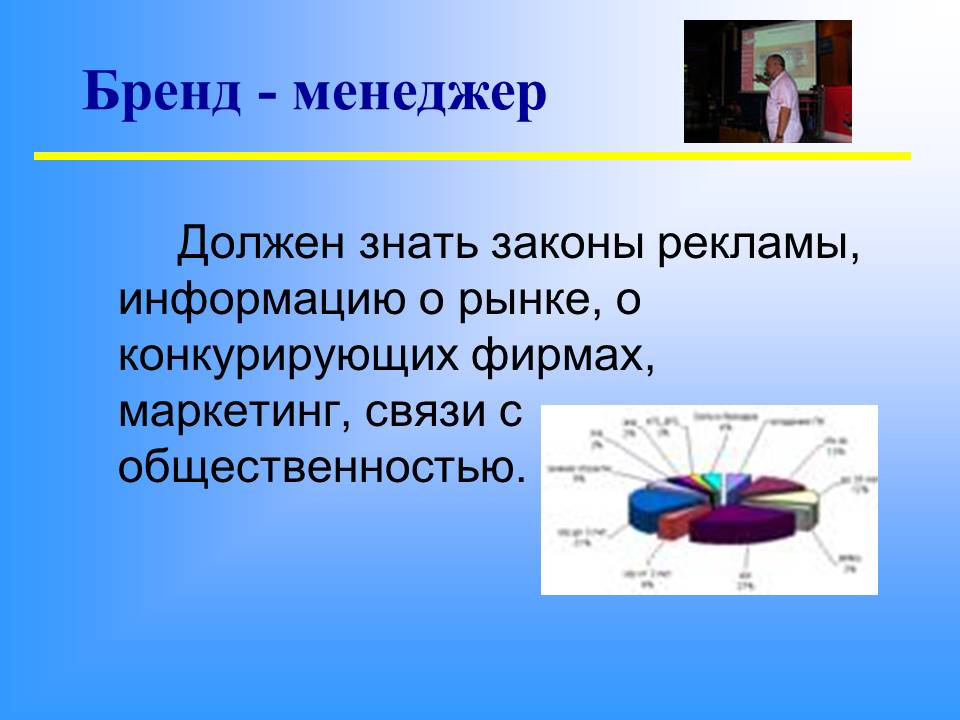 Бренд - менеджер
Должен знать законы рекламы,
информацию о рынке, о
конкурирующих фирмах,
маркетинг, связи с
общественностью.